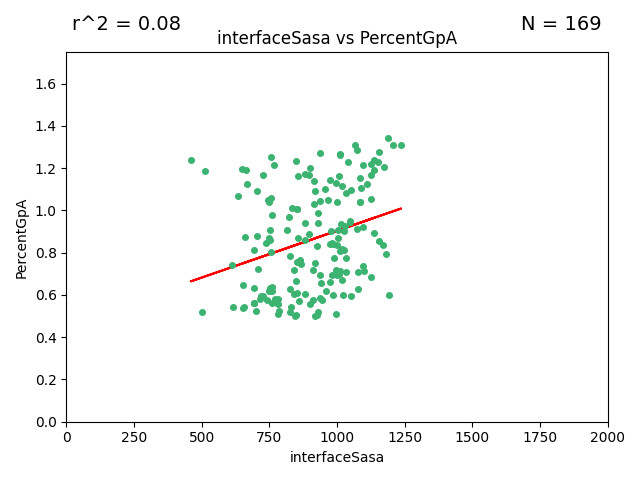 r^2 = 0.08
N = 169
interfaceSasa vs PercentGpA
PercentGpA
1.6
1.4
1.2
1.0
0.8
0.6
0.4
0.2
0.0
0 250 500 750 1000 1250 1500 1750 2000
interfaceSasa